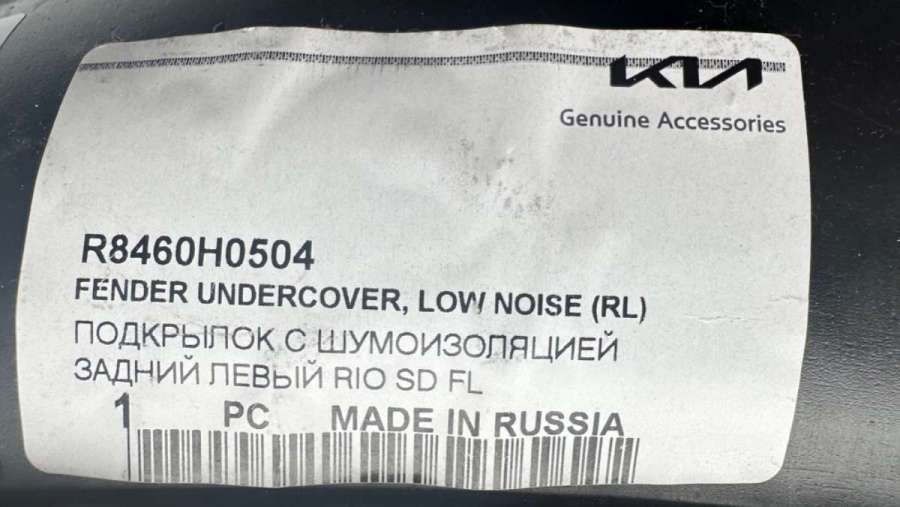 KIA
Genuine Accessories
R8460H0504
FENDER UNDERCOVER, LOW NOISE (RL)
ПОДКРЫЛОК С ШУМОИЗОЛЯЦИЕЙ
ЗАДНИЙ ЛЕВЫЙ RIO SD FL
1 PC MADE IN RUSSIA